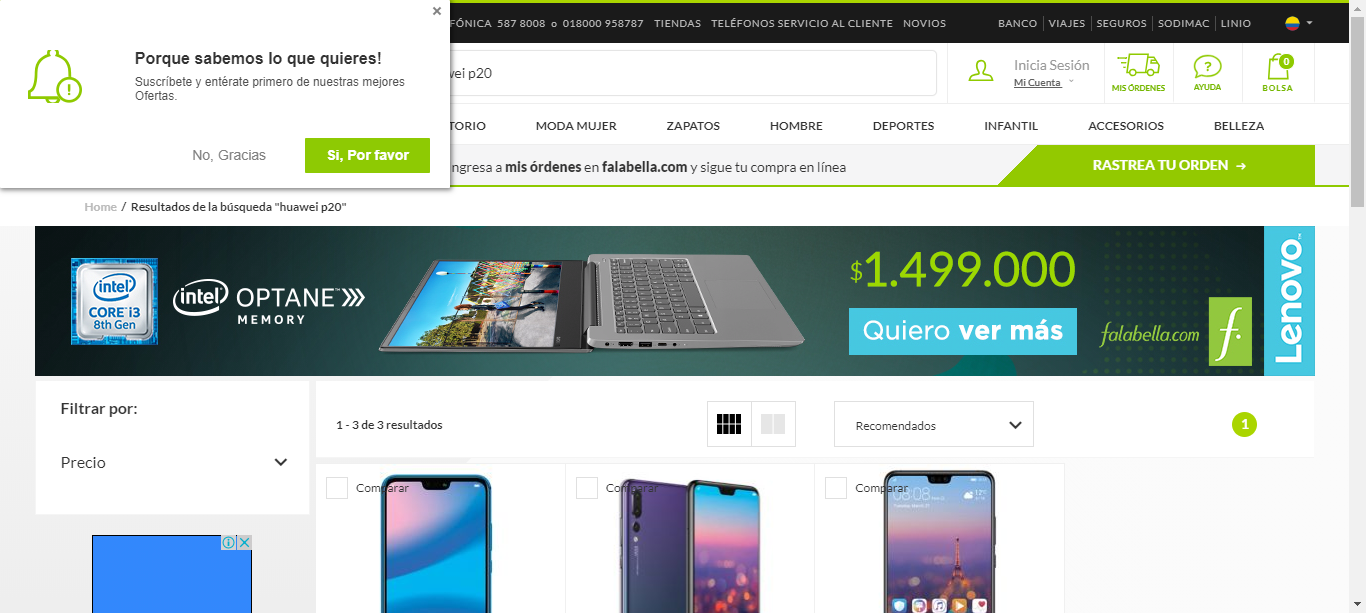 ×
Porque sabemos lo que quieres!
Suscríbete y entérate primero de nuestras mejores
Ofertas.
No, Gracias
Si, Por favor
FÓNICA 587 8008 o 018000 958787 TIENDAS TELÉFONOS SERVICIO AL CLIENTE NOVIOS
BANCO VIAJES SEGUROS SODIMAC LINIO
wei p20
Inicia Sesión
Mi Cuenta
MIS ÓRDENES
AYUDA
0
BOLSA
TORIO MODA MUJER ZAPATOS HOMBRE DEPORTES INFANTIL ACCESORIOS BELLEZA
ngresa a mis órdenes en falabella.com y sigue tu compra en línea
RASTREA TU ORDEN →
Home / Resultados de la búsqueda "huawei p20"
intel
CORE i3
8th Gen
intel OPTANE
MEMORY
$1.499.000
Quiero ver más
falabella.com
f.
Lenovo
Filtrar por:
Precio
1 - 3 de 3 resultados
Recomendados
1
Comparar
Comparar
Comparar
08:08
17°